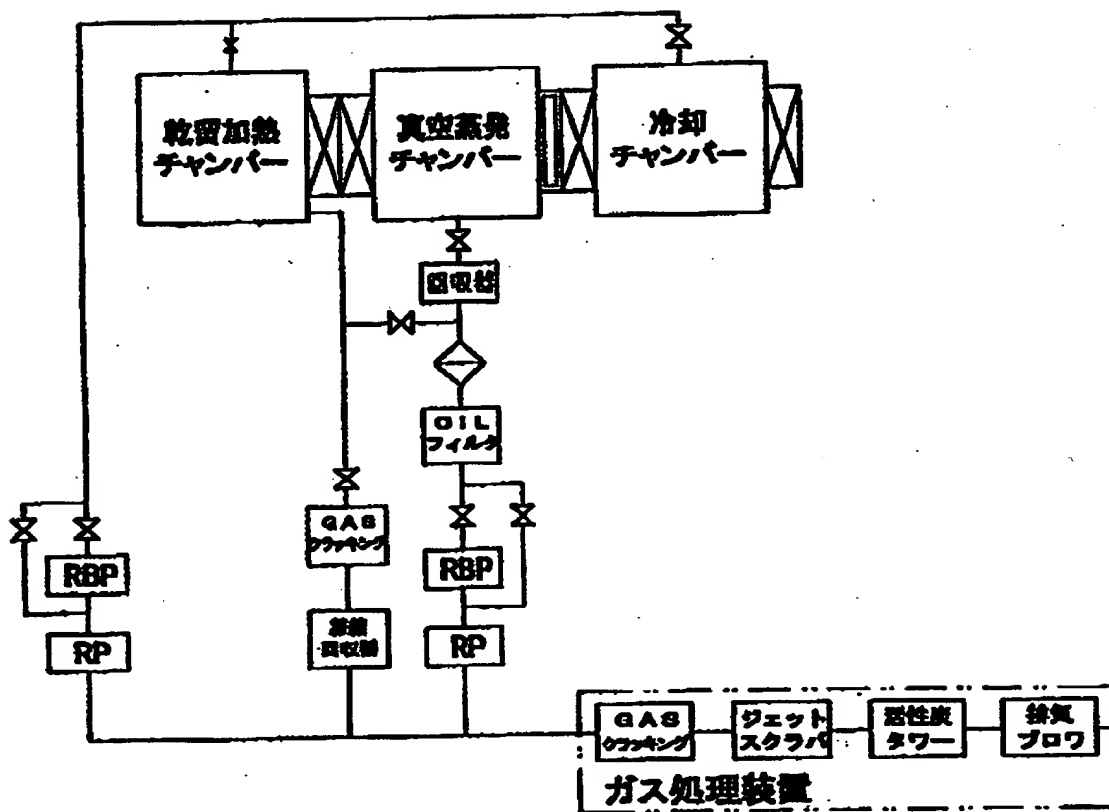 乾留加熱
チャンバー
真空蒸発
チャンバー
冷却
チャンバー
回収器
OIL
フィルタ
GAS
クラッキング
RBP
RP
RBP
RP
回収器
GAS
クラッキング
ジェット
スクラバ
活性炭
タワー
排気
ブロワ
ガス処理装置